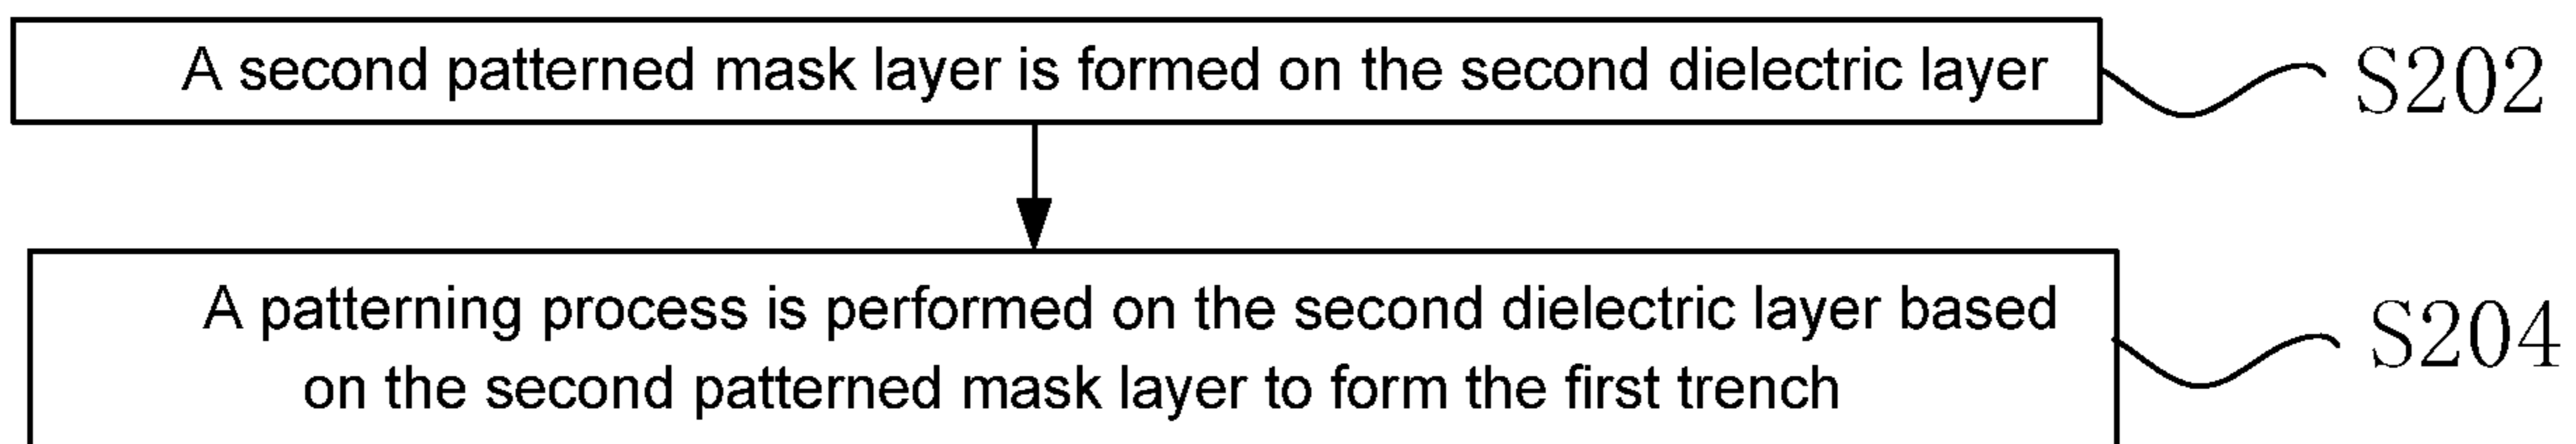 A second patterned mask layer is formed on the second dielectric layer
S202
A patterning process is performed on the second dielectric layer based
on the second patterned mask layer to form the first trench
S204